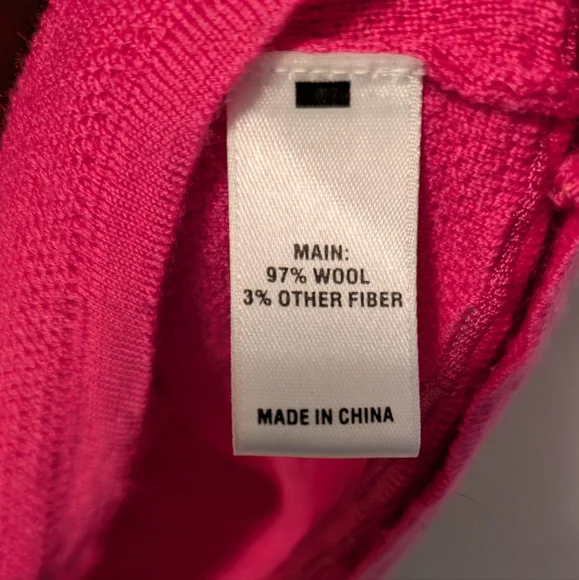 MAIN:
97% WOOL
3% OTHER FIBER
MADE IN CHINA